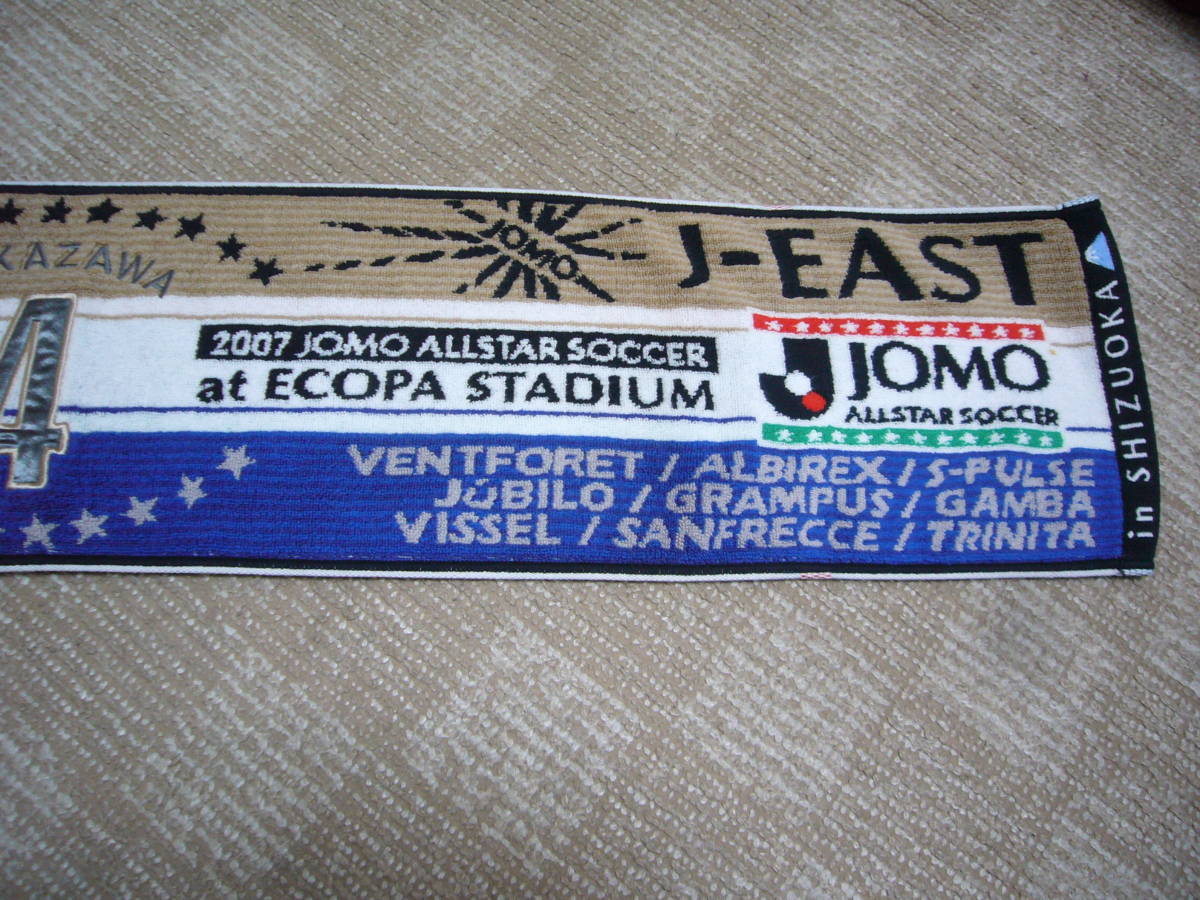 KAZAWA
JOMO
J-EAST
4
2007 JOMO ALLSTAR SOCCER
at ECOPA STADIUM
JOMO
ALLSTAR SOCCER
VENTFORET / ALBIREX / S-PULSE
JúBILO / GRAMPUS / GAMBA
VISSEL / SANFRECCE / TRINITA
in SHIZUOKA